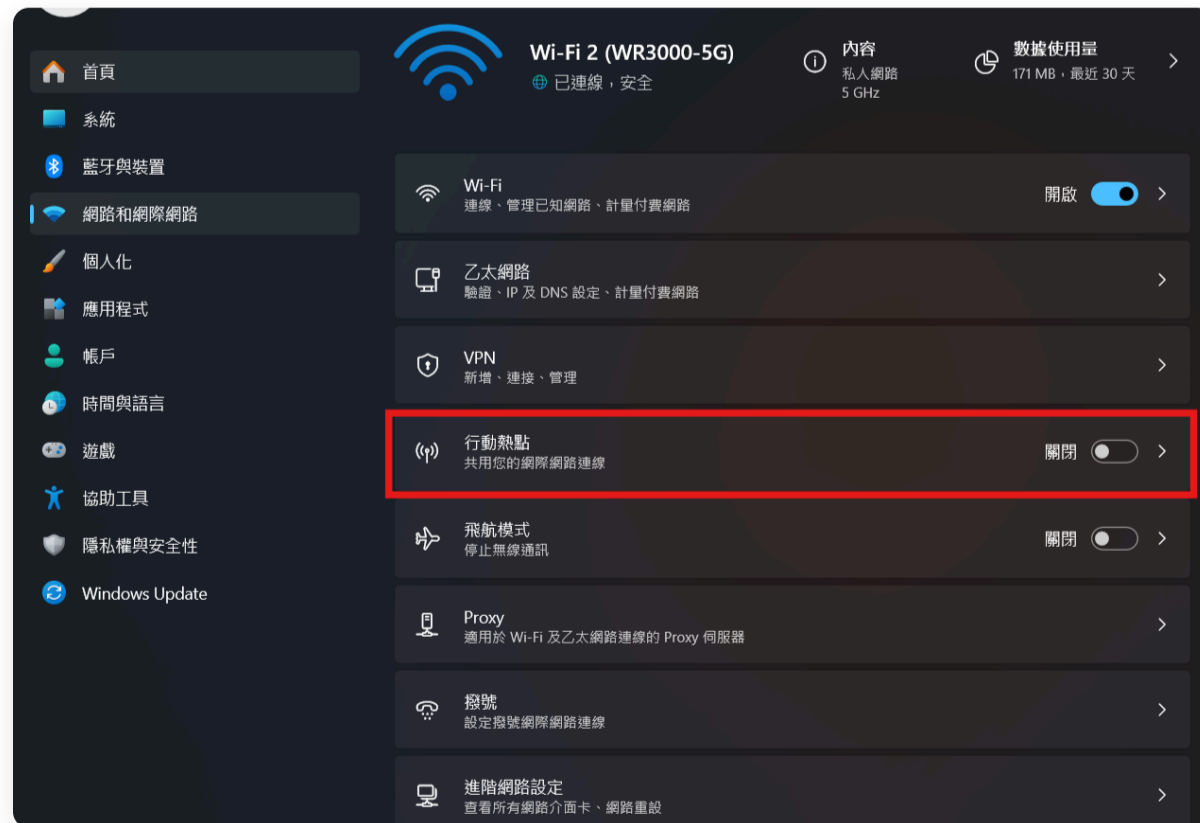 Wi-Fi 2 (WR3000-5G)
已連線，安全
內容
私人網路
5 GHz
數據使用量
171 MB，最近 30 天
首頁
系統
藍牙與裝置
網路和網際網路
個人化
應用程式
帳戶
時間與語言
遊戲
協助工具
隱私權與安全性
Windows Update
Wi-Fi
連線、管理已知網路、計量付費網路
開啟
乙太網路
驗證、IP 及 DNS 設定、計量付費網路
VPN
新增、連接、管理
行動熱點
共用您的網際網路連線
關閉
飛航模式
停止無線通訊
關閉
Proxy
適用於 Wi-Fi 及乙太網路連線的 Proxy 伺服器
撥號
設定撥號網際網路連線
進階網路設定
查看所有網路介面卡、網路重設